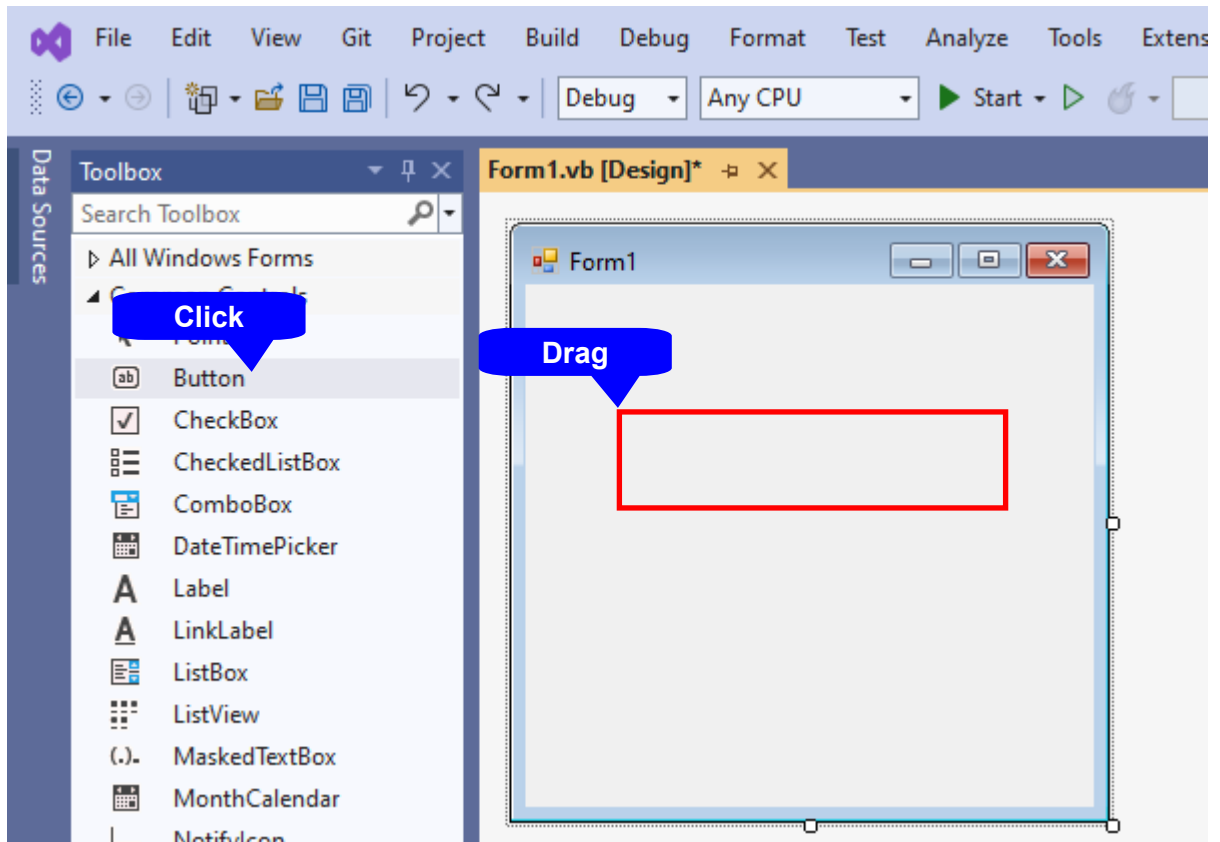 File Edit View Git Project Build Debug Format Test Analyze Tools Extens
Debug Any CPU Start
Data Sources
Toolbox
Form1.vb [Design]*
Search Toolbox
All Windows Forms
Form1
Click
Drag
Button
CheckBox
CheckedListBox
ComboBox
DateTimePicker
Label
LinkLabel
ListBox
ListView
MaskedTextBox
MonthCalendar
NotifyIcon